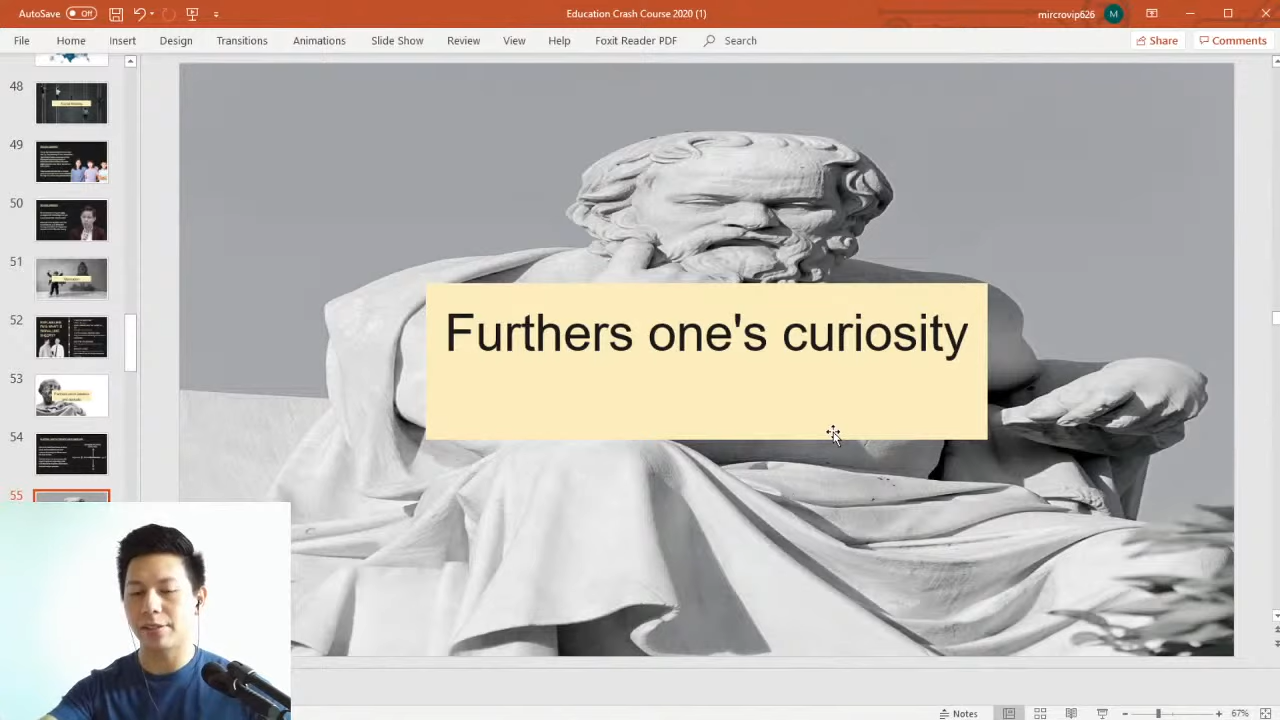 AutoSave Off
Education Crash Course 2020 (1)
mircrovip626
M
File Home Insert Design Transitions Animations Slide Show Review View Help Foxit Reader PDF Search
Share Comments
48
49
50
51
52
53
55
Furthers one's curiosity
Notes
67%